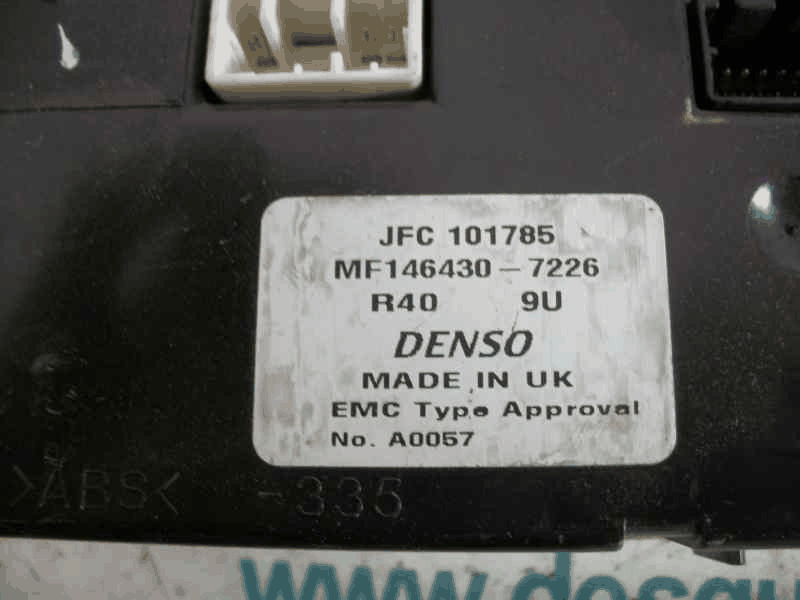 JFC 101785
MF146430-7226
R40 9U
DENSO
MADE IN UK
EMC Type Approval
No. A0057
>ABS< -335